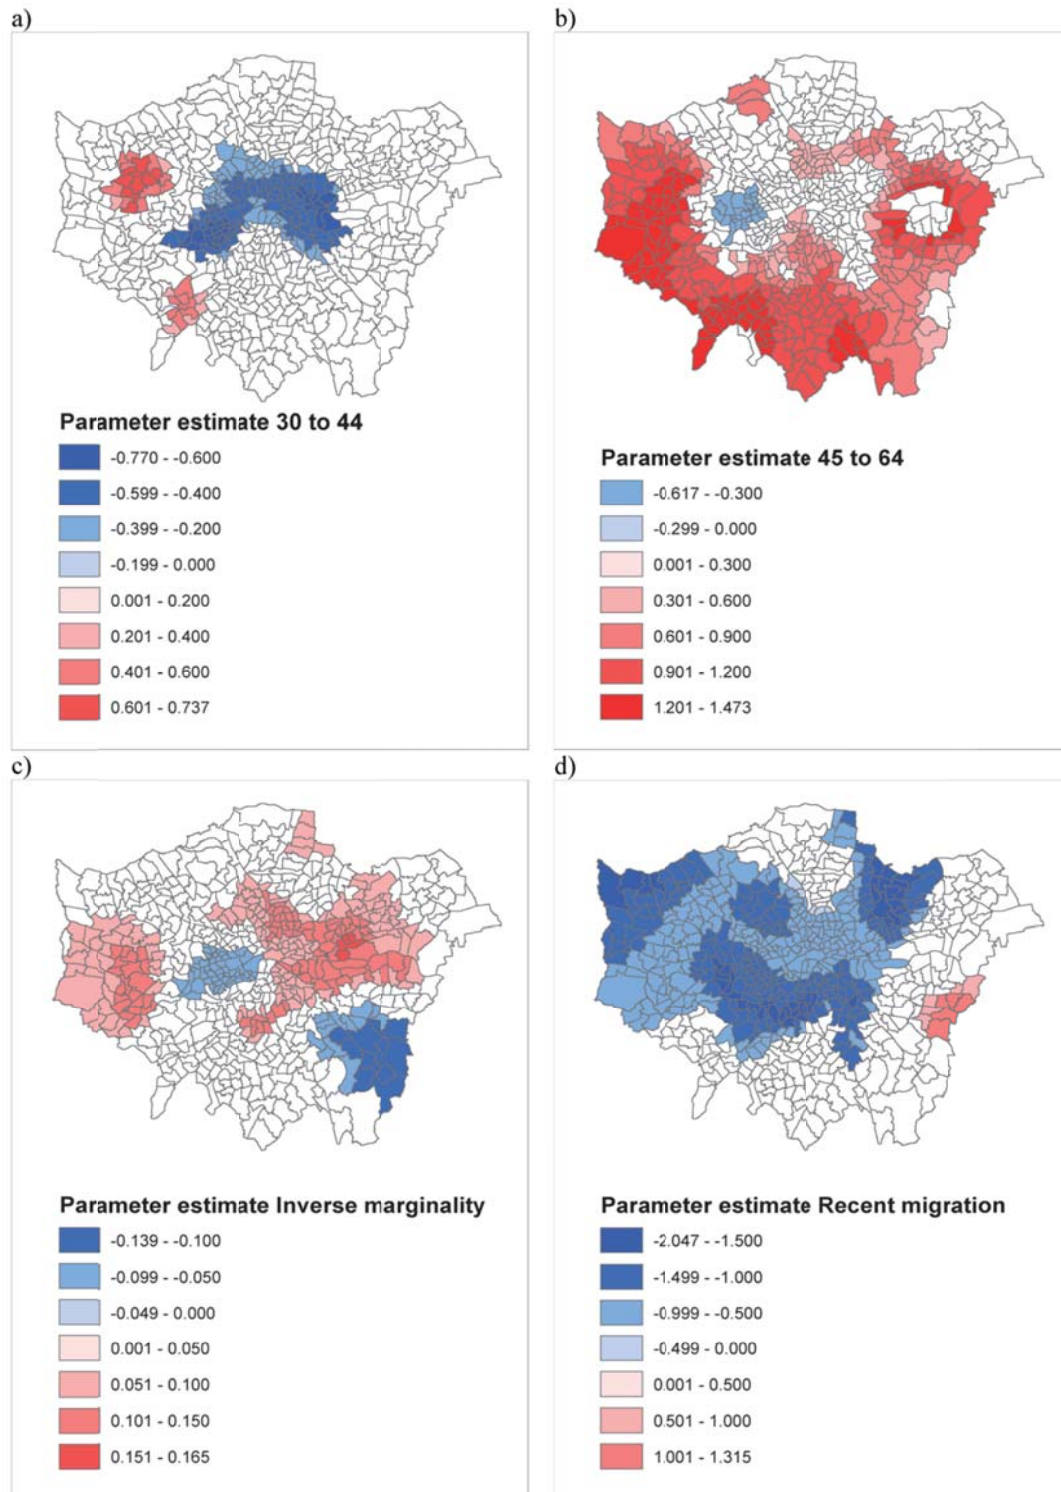 a)
Parameter estimate 30 to 44
-0.770 - -0.600
-0.599 - -0.400
-0.399 - -0.200
-0.199 - 0.000
0.001 - 0.200
0.201 - 0.400
0.401 - 0.600
0.601 - 0.737
b)
Parameter estimate 45 to 64
-0.617 - -0.300
-0.299 - 0.000
0.001 - 0.300
0.301 - 0.600
0.601 - 0.900
0.901 - 1.200
1.201 - 1.473
c)
Parameter estimate Inverse marginality
-0.139 - -0.100
-0.099 - -0.050
-0.049 - 0.000
0.001 - 0.050
0.051 - 0.100
0.101 - 0.150
0.151 - 0.165
d)
Parameter estimate Recent migration
-2.047 - -1.500
-1.499 - -1.000
-0.999 - -0.500
-0.499 - 0.000
0.001 - 0.500
0.501 - 1.000
1.001 - 1.315